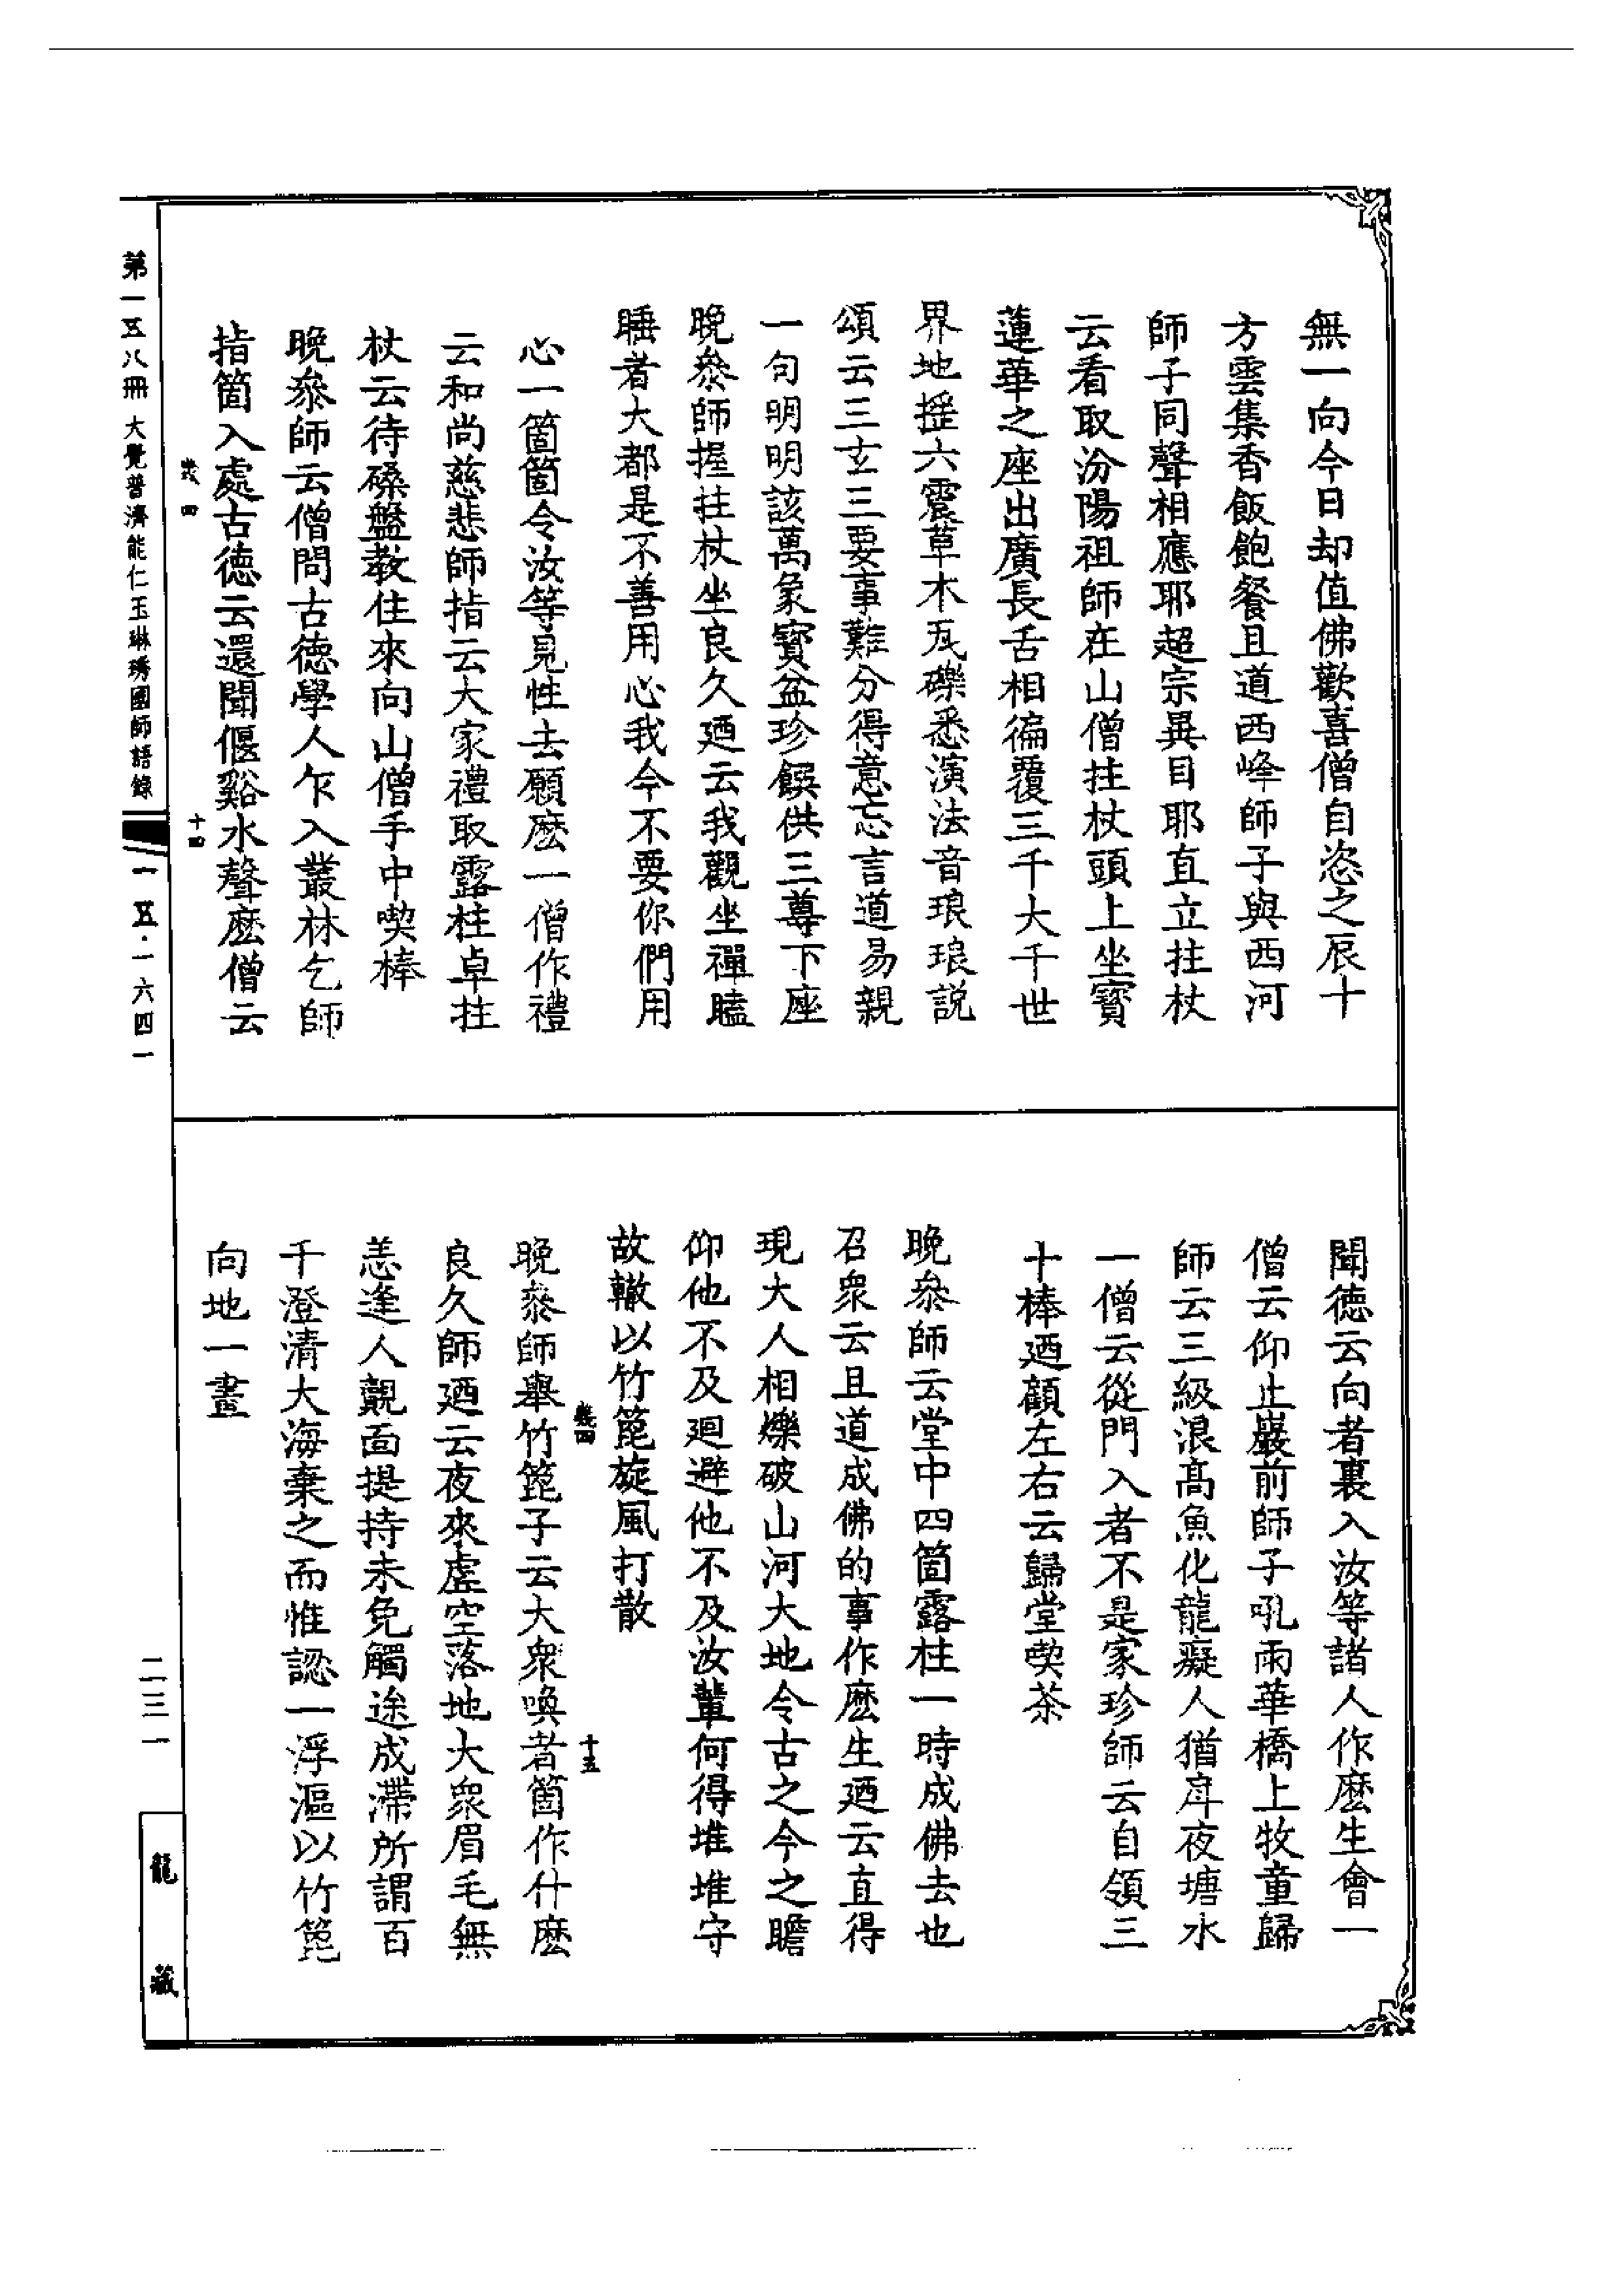 無一向今日却值佛歡喜僧自恣之辰十
方雲集香飯飽餐且道西峰師子與西河
師子同聲相應耶超宗異目耶直立拄杖
云看取汾陽祖師在山僧拄杖頭上坐寶
蓮華之座出廣長舌相徧覆三千大千世
界地搖六震草木瓦礫悉演法音琅琅説
頌云三玄三要事難分得意忘言道易親
一句明明該萬象寶盆珍饌供三尊下座
晚叅師握拄杖坐良久廼云我觀坐禪瞌
睡者大都是不善用心我今不要你們用
心一箇箇令汝等見性去願麽一僧作禮
云和尚慈悲師指云大家禮取露柱卓拄
杖云待磉盤教住來向山僧手中喫棒
晚叅師云僧問古德學人乍入叢林乞師
指箇入處古德云還聞偃谿水聲麽僧云
幾四
十四
聞德云向者裏入汝等諸人作麽生會一
僧云仰止巖前師子吼雨華橋上牧童歸
師云三級浪高魚化龍癡人猶戽夜塘水
一僧云從門入者不是家珍師云自領三
十棒廼顧左右云歸堂喫茶
晚叅師云堂中四箇露柱一時成佛去也
召衆云且道成佛的事作麽生廼云直得
現大人相爍破山河大地令古之今之瞻
仰他不及迴避他不及汝輩何得堆堆守
故轍以竹篦旋風打散
幾四
十五
晚叅師舉竹篦子云大衆喚者箇作什麽
良久師廼云夜來虛空落地大衆眉毛無
恙逢人覿面提持未免觸途成滯所謂百
千澄清大海棄之而惟認一浮漚以竹篦
向地一畫
第一五八冊 大覺普濟能仁玉琳琇國師語錄
一五·一六四一
二三一
龍藏